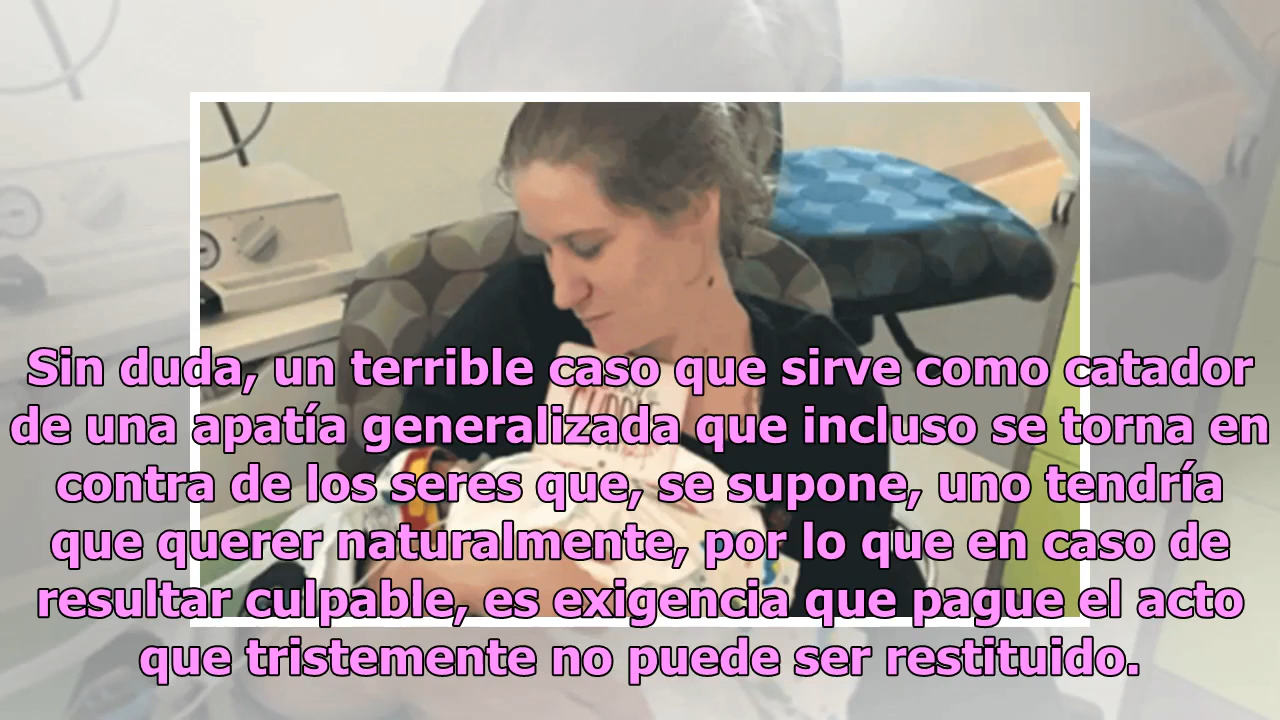 Sin duda, un terrible caso que sirve como catador
de una apatía generalizada que incluso se torna en
contra de los seres que, se supone, uno tendría
que querer naturalmente, por lo que en caso de
resultar culpable, es exigencia que pague el acto
que tristemente no puede ser restituido.